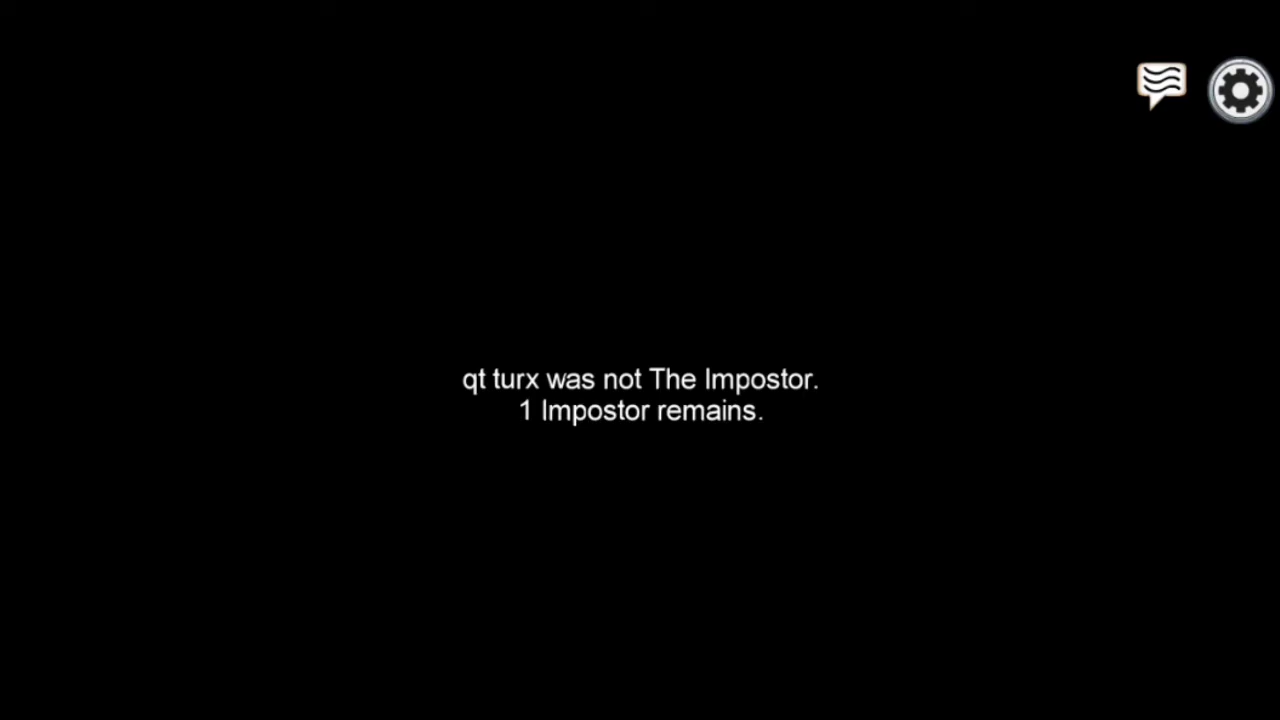 qt turx was not The Impostor.
1 Impostor remains.